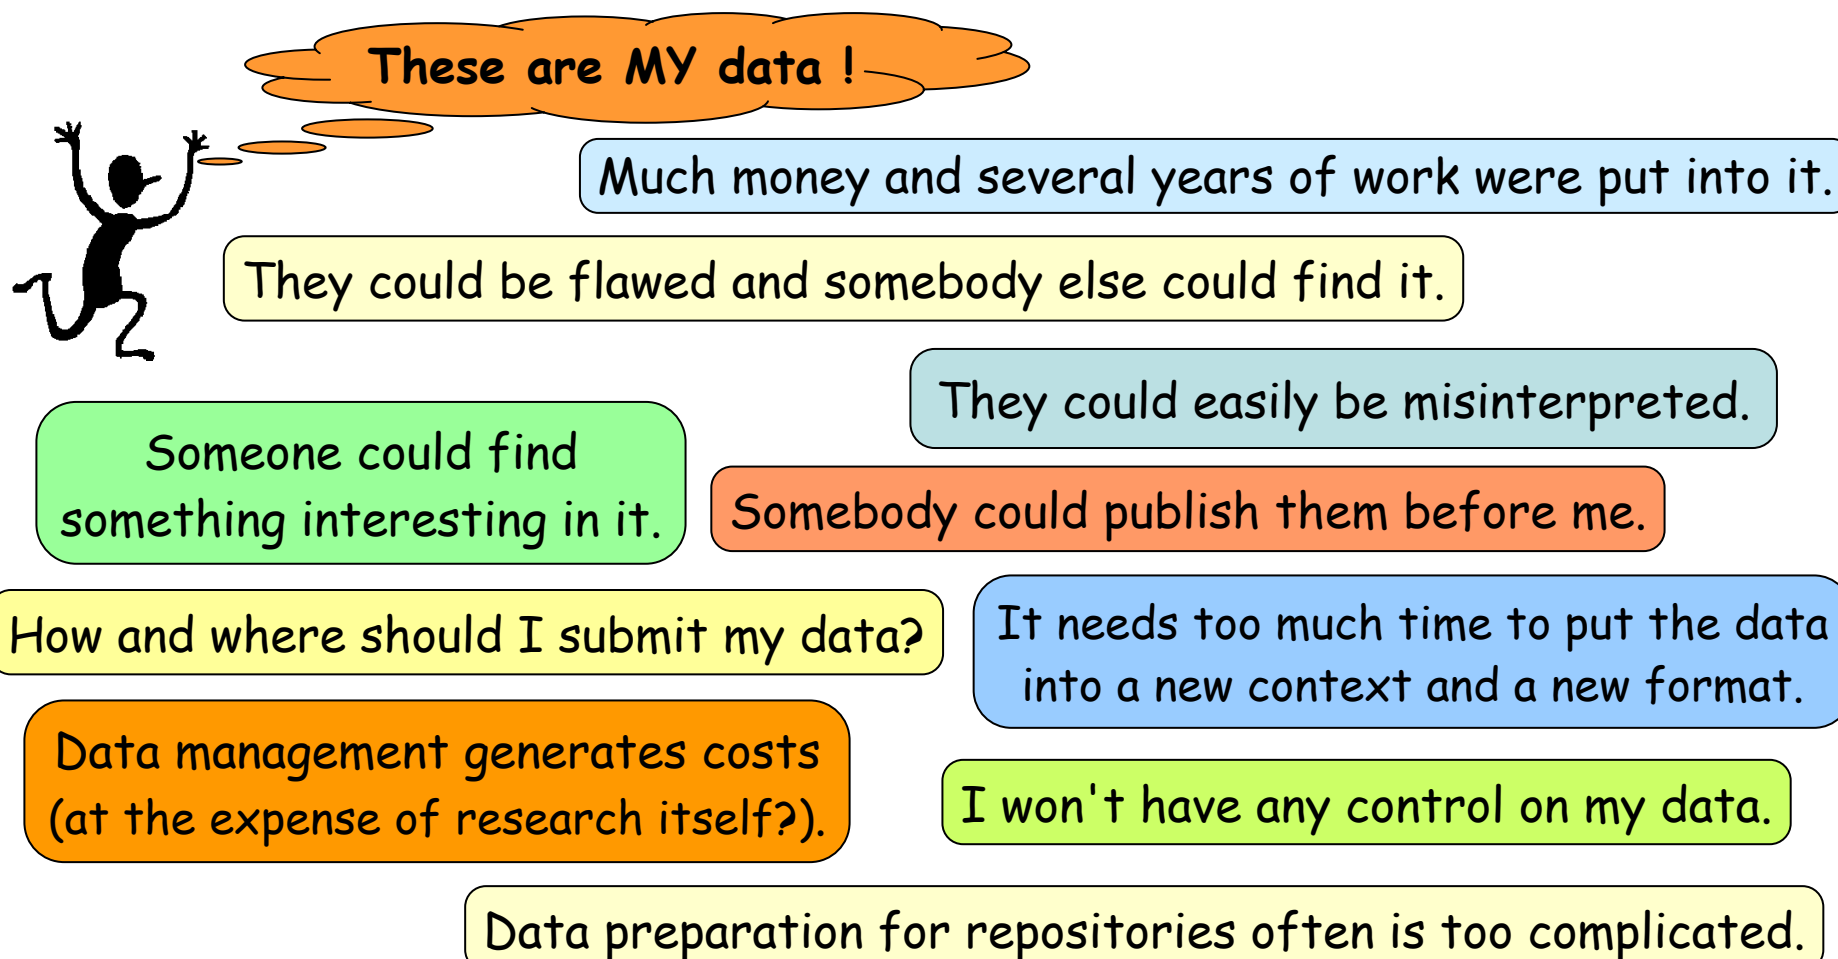 These are MY data !
Much money and several years of work were put into it.
They could be flawed and somebody else could find it.
They could easily be misinterpreted.
Someone could find
something interesting in it.
Somebody could publish them before me.
How and where should I submit my data?
It needs too much time to put the data
into a new context and a new format.
Data management generates costs
(at the expense of research itself?).
I won't have any control on my data.
Data preparation for repositories often is too complicated.